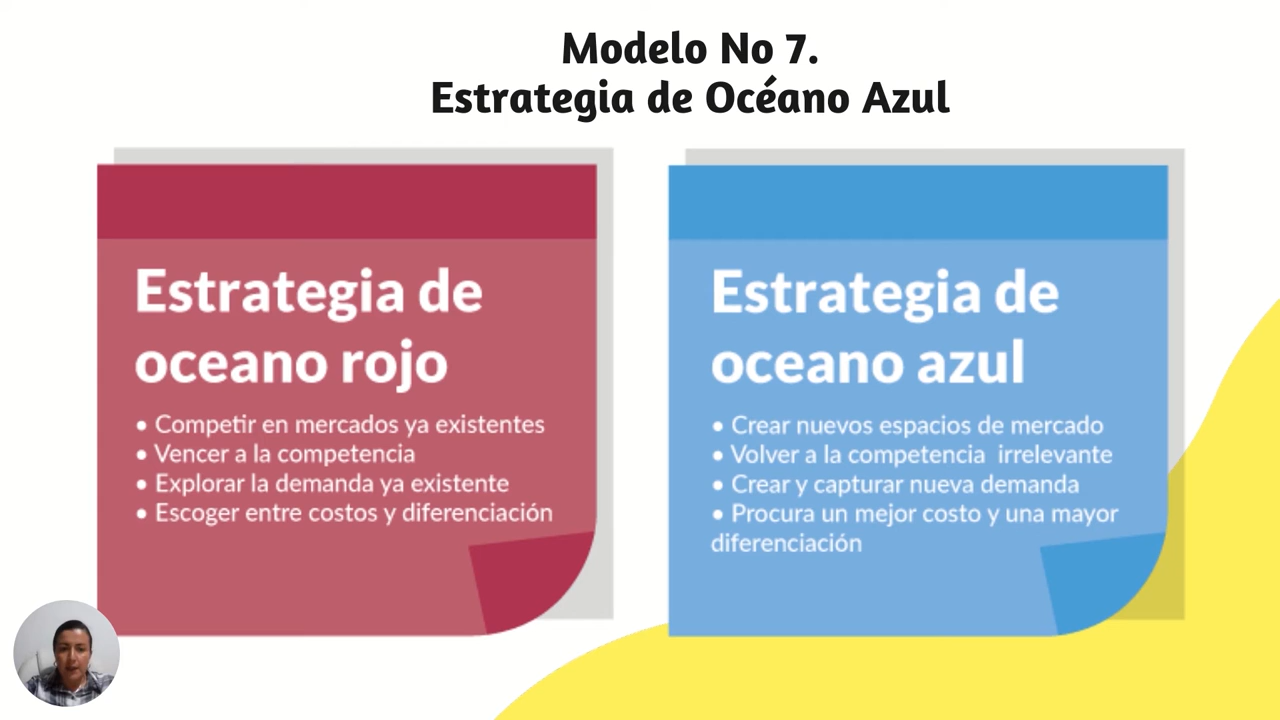 Modelo No 7.
Estrategia de Océano Azul
Estrategia de
oceano rojo
• Competir en mercados ya existentes
• Vencer a la competencia
• Explorar la demanda ya existente
• Escoger entre costos y diferenciación
Estrategia de
oceano azul
• Crear nuevos espacios de mercado
• Volver a la competencia  irrelevante
• Crear y capturar nueva demanda
• Procura un mejor costo y una mayor
diferenciación